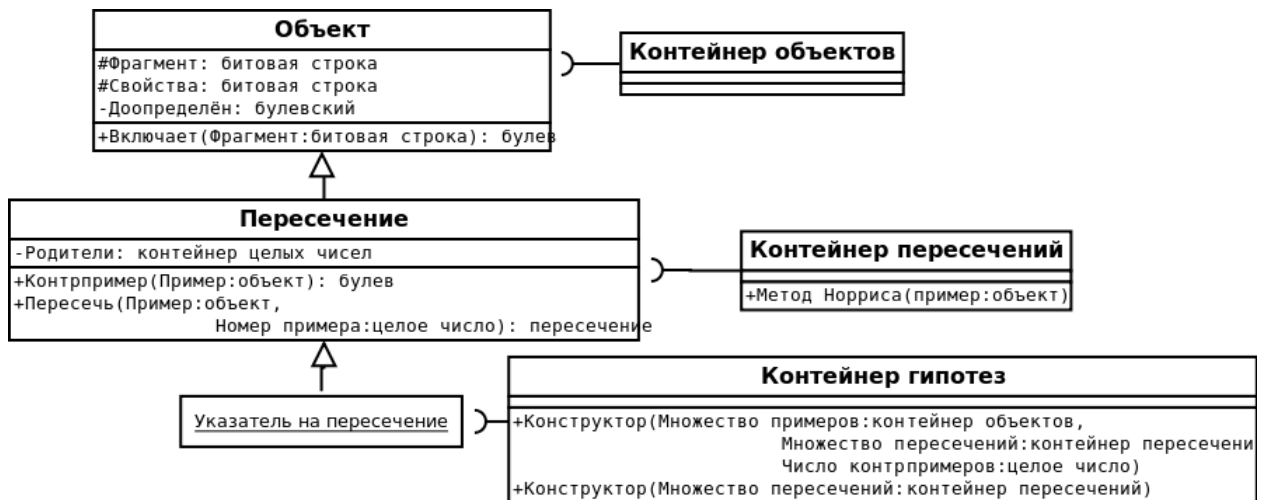 Объект
#Фрагмент: битовая строка
#Свойства: битовая строка
-Доопределён: булевский
+Включает(Фрагмент:битовая строка): булев
Контейнер объектов
Пересечение
-Родители: контейнер целых чисел
+Контрпример(Пример:объект): булев
+Пересечь(Пример:объект,
Номер примера:целое число): пересечение
Контейнер пересечений
+Метод Норриса(пример:объект)
Указатель на пересечение
Контейнер гипотез
+Конструктор(Множество примеров:контейнер объектов,
Множество пересечений:контейнер пересечени
Число контрпримеров:целое число)
+Конструктор(Множество пересечений:контейнер пересечений)